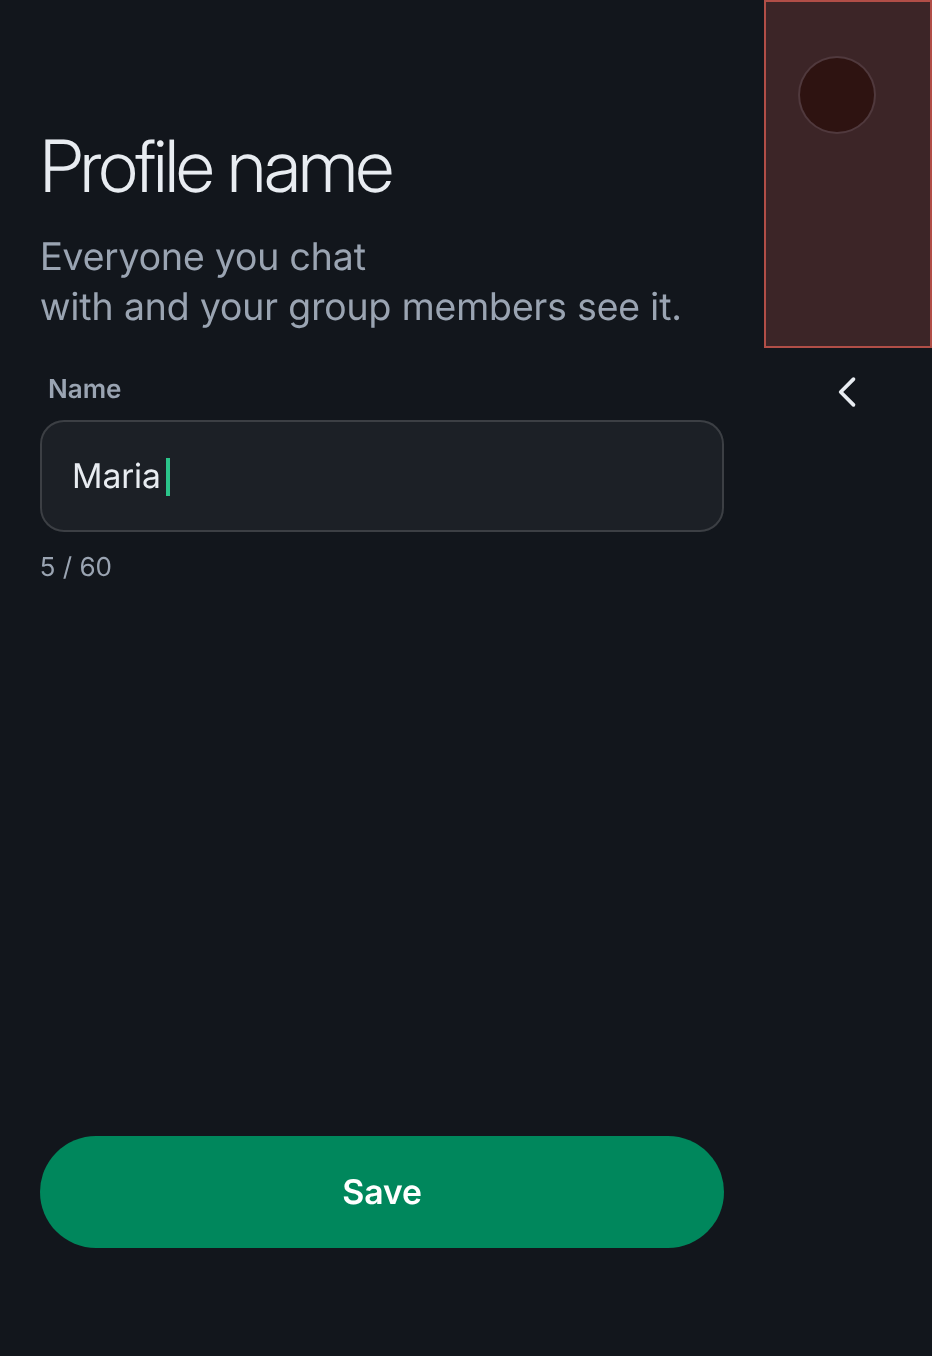 Profile name
Everyone you chat
with and your group members see it.
Name
Maria
5 / 60
Save